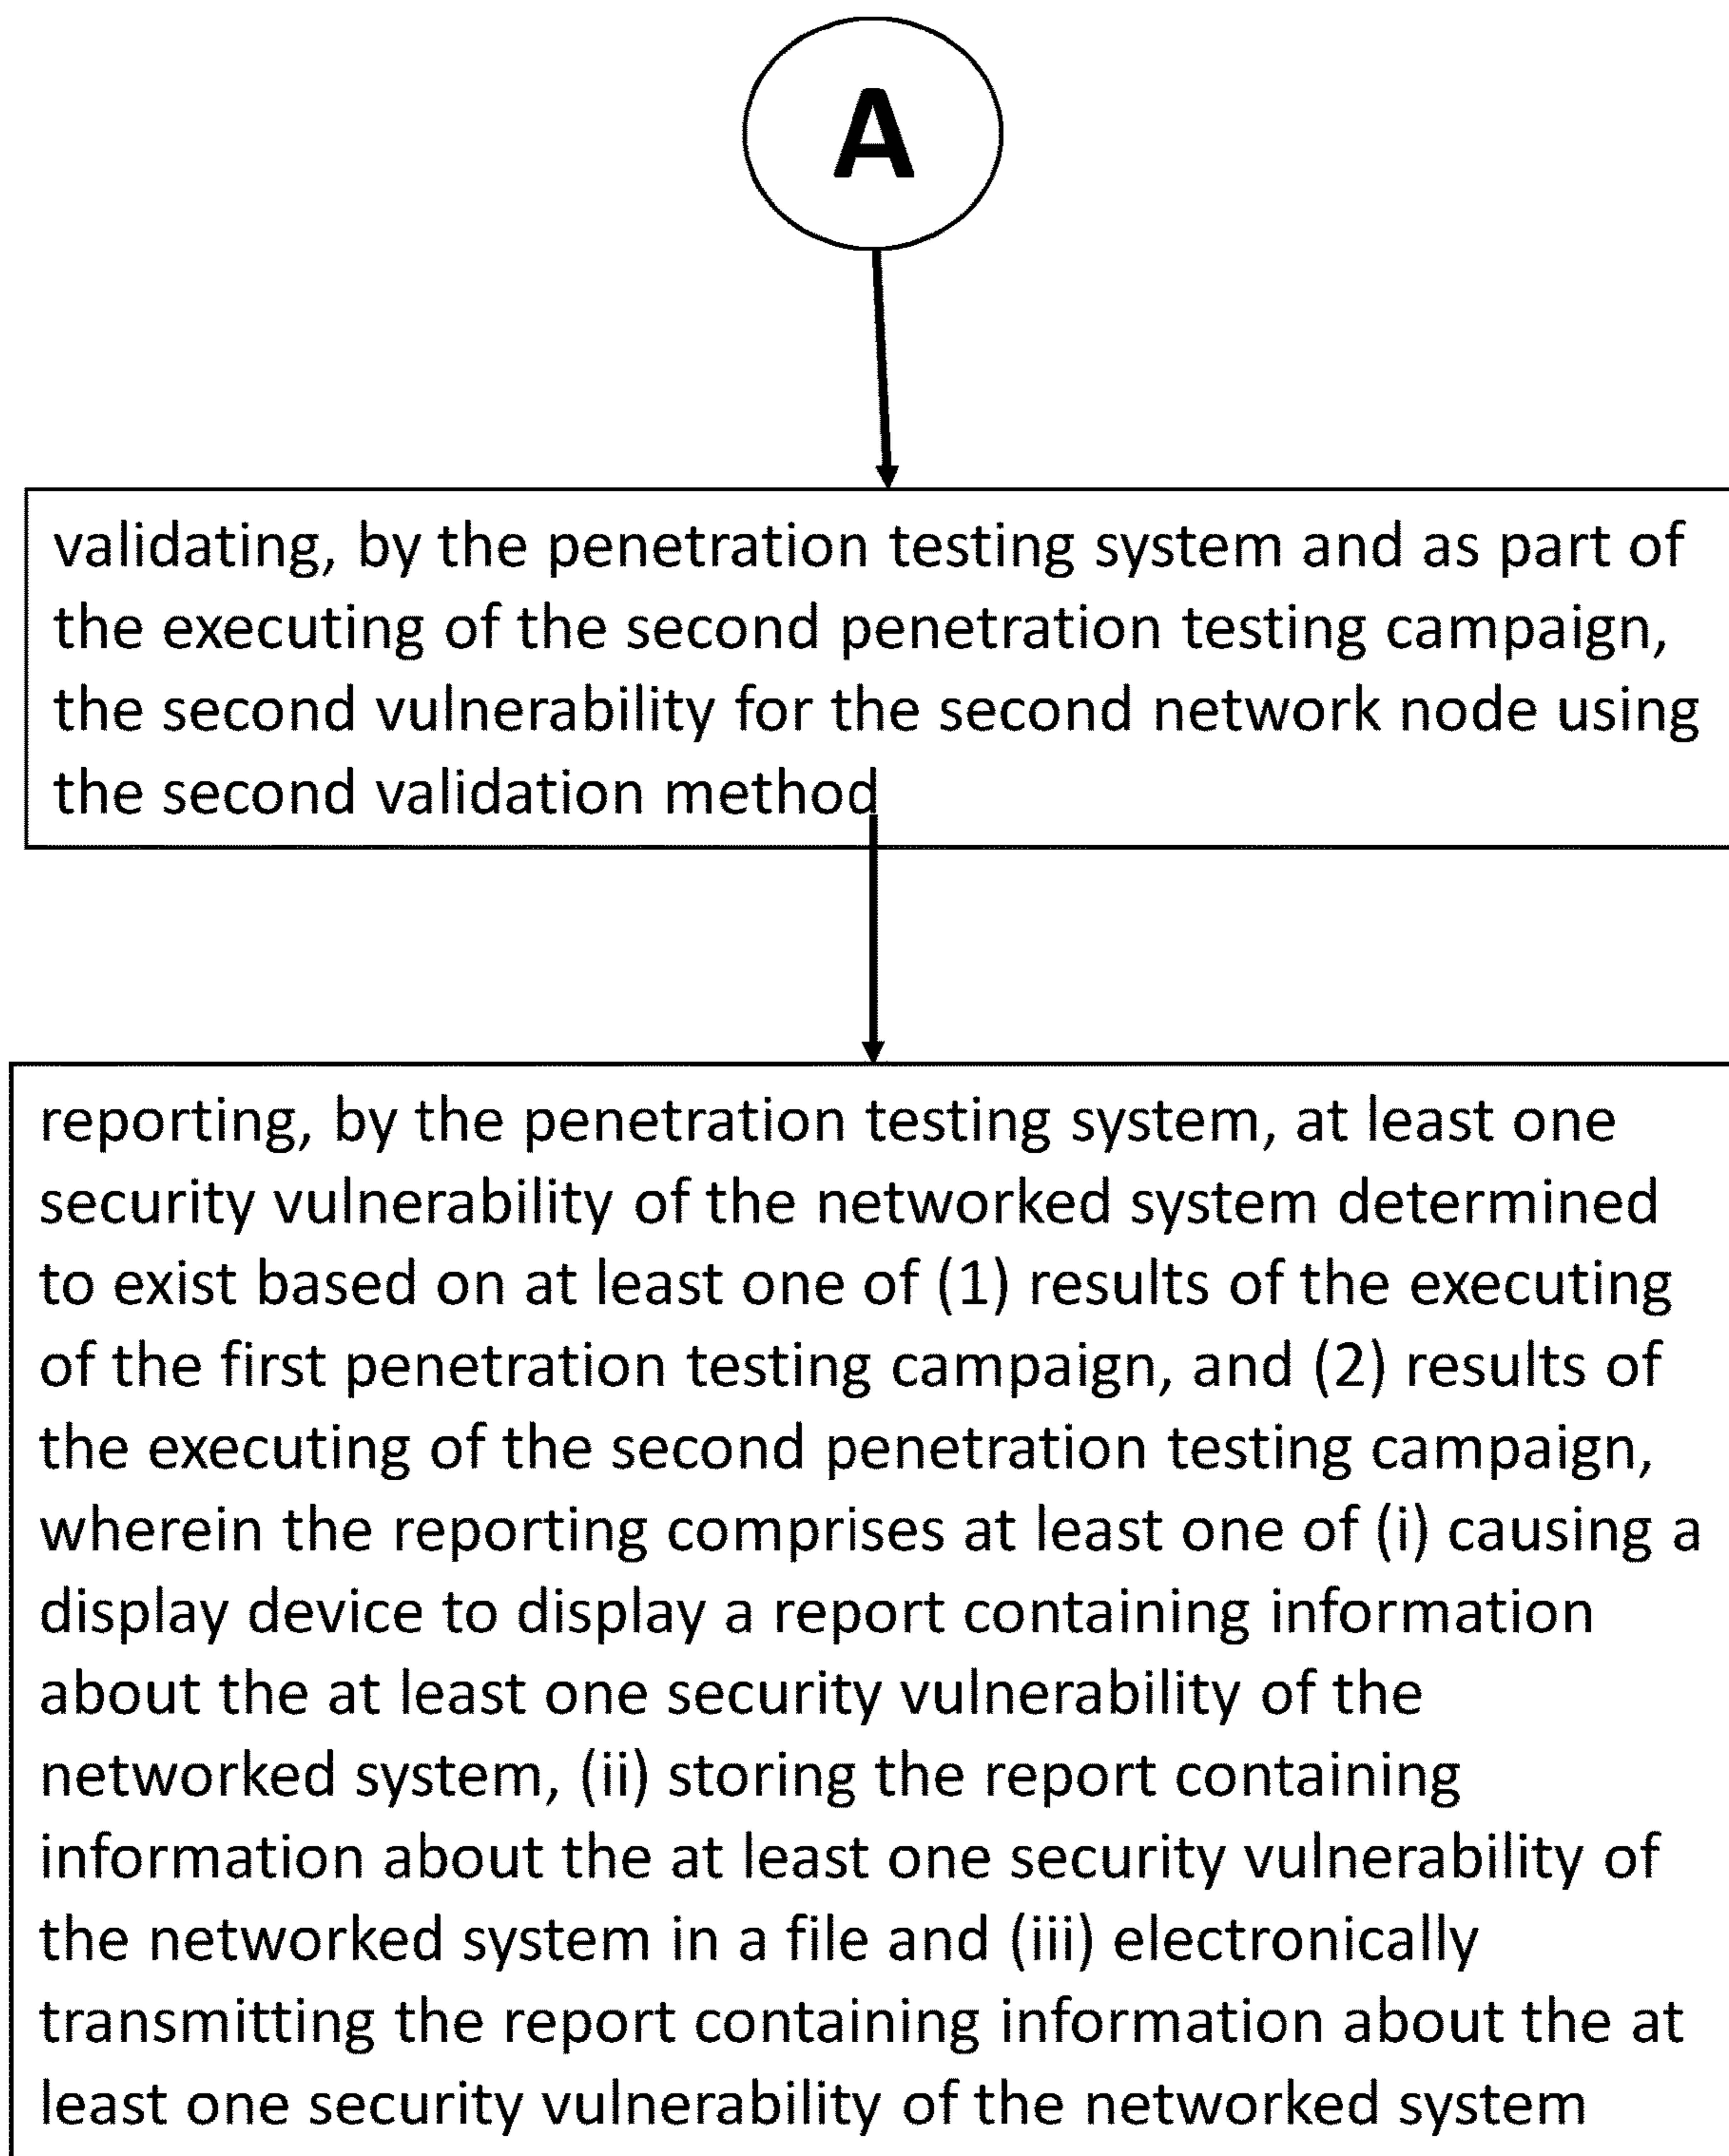 A
validating, by the penetration testing system and as part of
the executing of the second penetration testing campaign,
the second vulnerability for the second network node using
the second validation method
reporting, by the penetration testing system, at least one
security vulnerability of the networked system determined
to exist based on at least one of (1) results of the executing
of the first penetration testing campaign, and (2) results of
the executing of the second penetration testing campaign,
wherein the reporting comprises at least one of (i) causing a
display device to display a report containing information
about the at least one security vulnerability of the
networked system, (ii) storing the report containing
information about the at least one security vulnerability of
the networked system in a file and (iii) electronically
transmitting the report containing information about the at
least one security vulnerability of the networked system